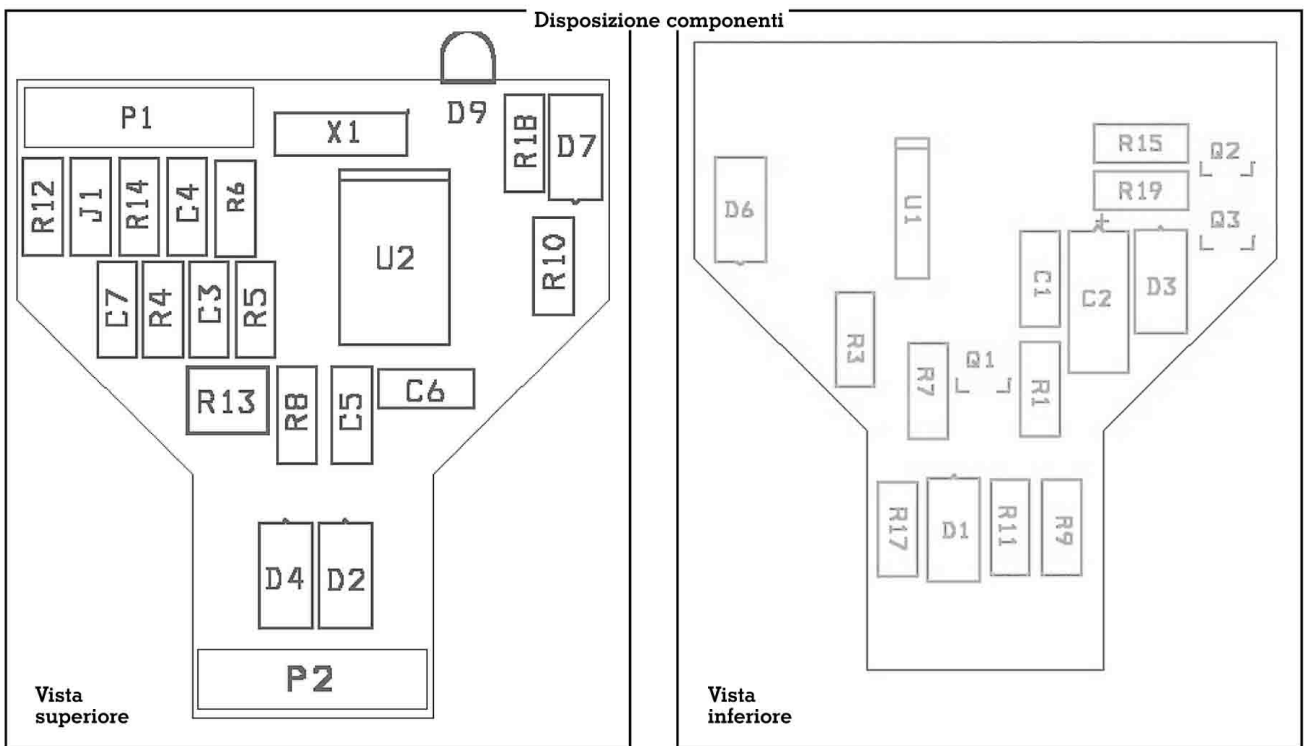 Disposizione componenti
D9
P1
X1
R18
D7
R12
J1
R14
C4
R6
U2
R10
C7
R4
C3
R5
R13
R8
C5
C6
D4
D2
P2
Vista
superiore
R15
Q2
D6
U1
R19
Q3
+
C1
C2
D3
R3
R7
Q1
R1
R17
D1
R11
R9
Vista
inferiore